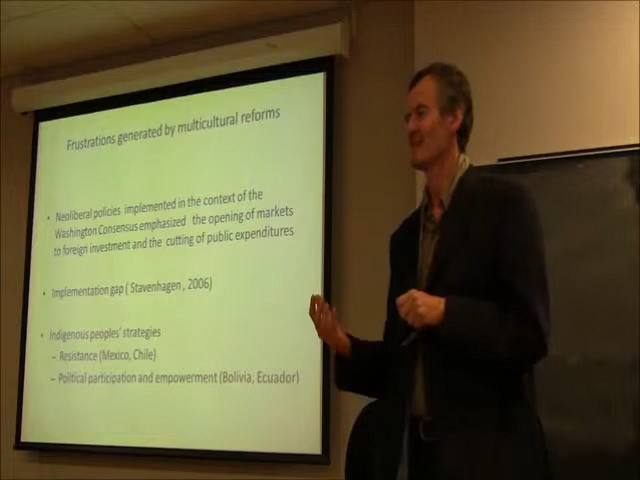 Frustrations generated by multicultural reforms
• Neoliberal policies implemented in the context of the
Washington Consensus emphasized the opening of markets
to foreign investment and the cutting of public expenditures
• Implementation gap ( Stavenhagen , 2006)
• Indigenous peoples' strategies
– Resistance (Mexico, Chile)
– Political participation and empowerment (Bolivia, Ecuador)